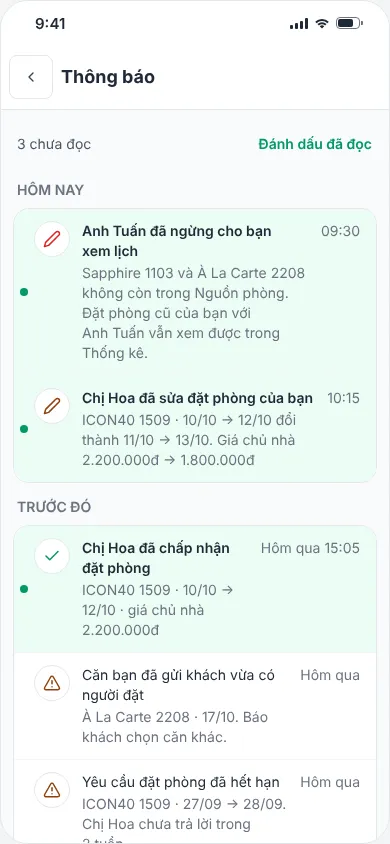 9:41
Thông báo
3 chưa đọc
Đánh dấu đã đọc
HÔM NAY
Anh Tuấn đã ngừng cho bạn
xem lịch
09:30
Sapphire 1103 và À La Carte 2208
không còn trong Nguồn phòng.
Đặt phòng cũ của bạn với
Anh Tuấn vẫn xem được trong
Thống kê.
Chị Hoa đã sửa đặt phòng của bạn
10:15
ICON40 1509 · 10/10 → 12/10 đổi
thành 11/10 → 13/10. Giá chủ nhà
2.200.000đ → 1.800.000đ
TRƯỚC ĐÓ
Chị Hoa đã chấp nhận
đặt phòng
Hôm qua 15:05
ICON40 1509 · 10/10 →
12/10 · giá chủ nhà
2.200.000đ
Căn bạn đã gửi khách vừa có
người đặt
Hôm qua
À La Carte 2208 · 17/10. Báo
khách chọn căn khác.
Yêu cầu đặt phòng đã hết hạn
Hôm qua
ICON40 1509 · 27/09 → 28/09.
Chị Hoa chưa trả lời trong
2 tuần